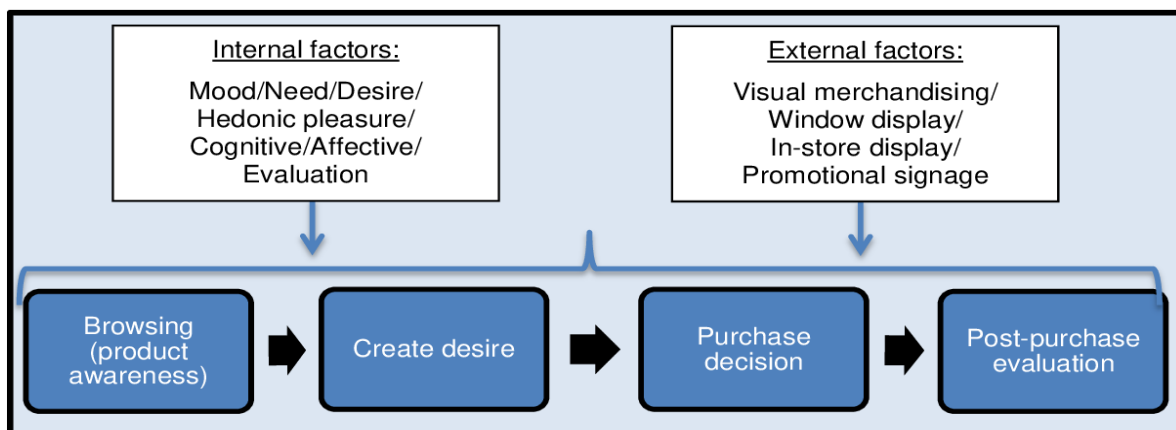 Internal factors:
Mood/Need/Desire/
Hedonic pleasure/
Cognitive/Affective/
Evaluation
External factors:
Visual merchandising/
Window display/
In-store display/
Promotional signage
Browsing
(product
awareness)
Create desire
Purchase
decision
Post-purchase
evaluation